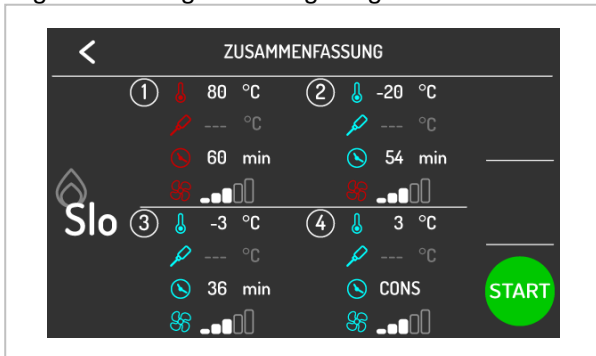 ZUSAMMENFASSUNG
1 80 °C
--- °C
60 min
2 -20 °C
--- °C
54 min
Slo
3 -3 °C
--- °C
36 min
4 3 °C
--- °C
CONS
START